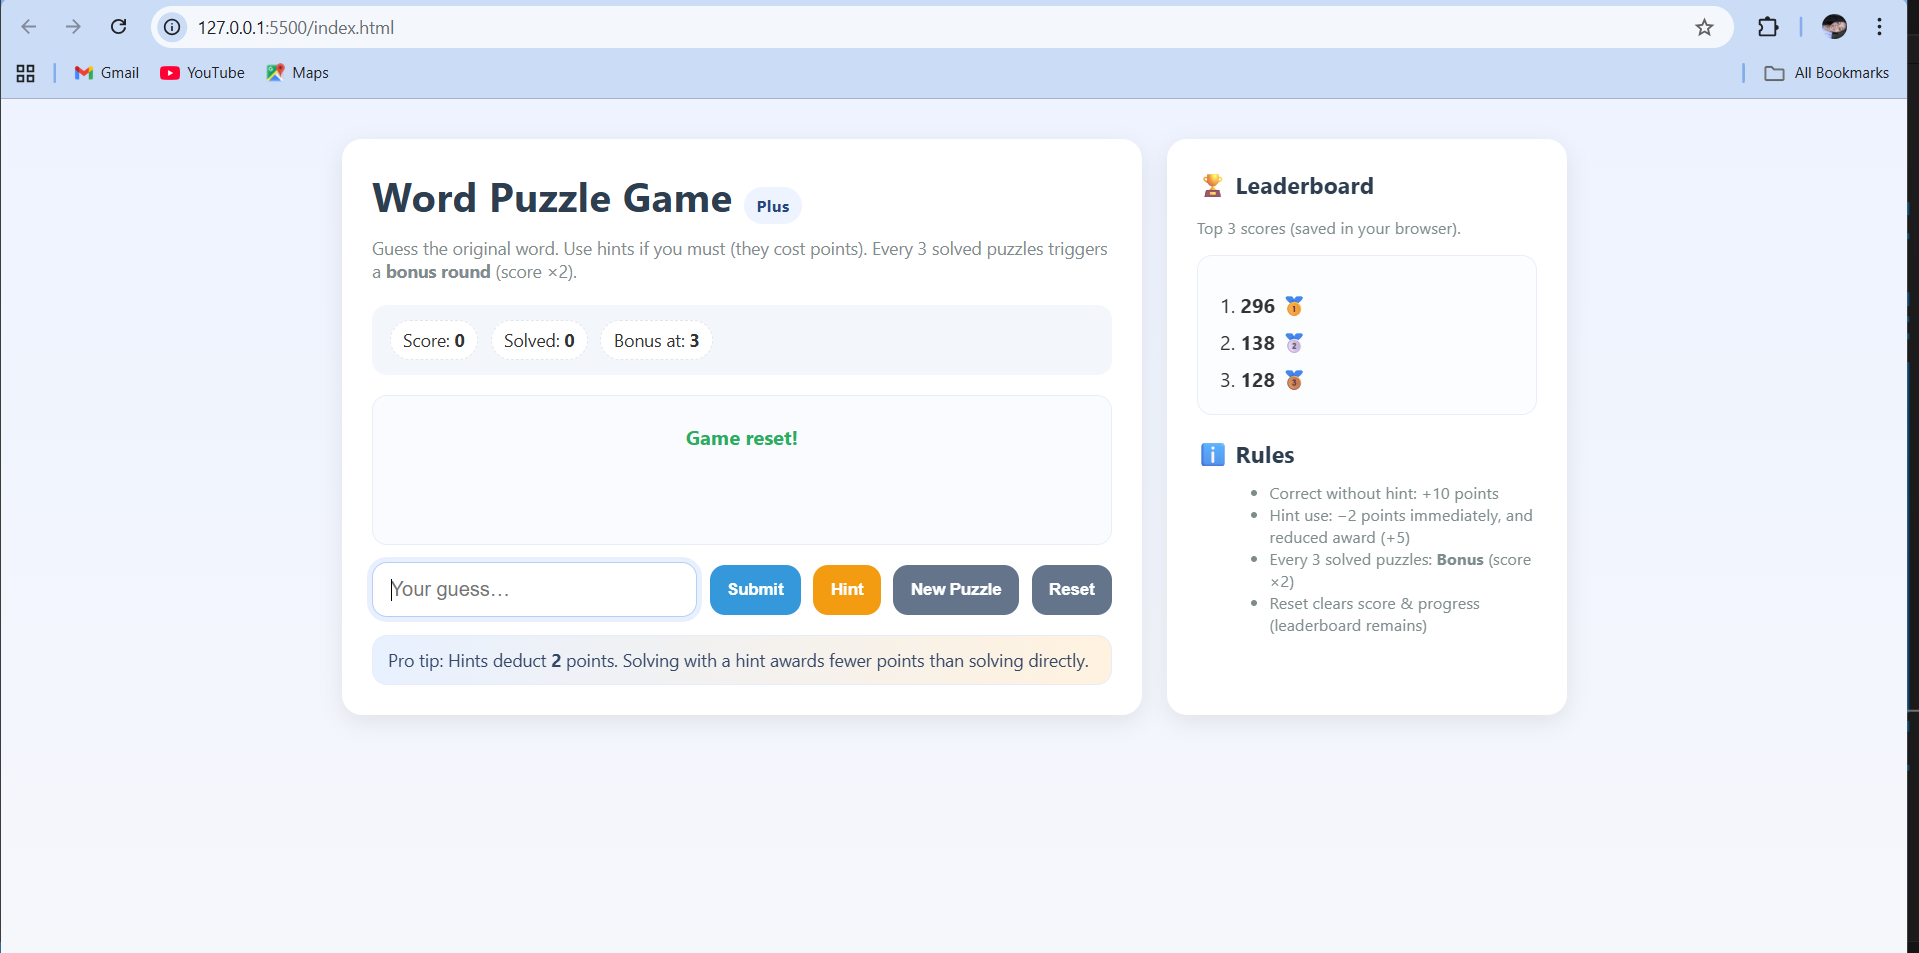 127.0.0.1:5500/index.html
Gmail
YouTube
Maps
All Bookmarks
Word Puzzle Game
Plus
Guess the original word. Use hints if you must (they cost points). Every 3 solved puzzles triggers
a bonus round (score ×2).
Score: 0
Solved: 0
Bonus at: 3
Game reset!
Your guess…
Submit
Hint
New Puzzle
Reset
Pro tip: Hints deduct 2 points. Solving with a hint awards fewer points than solving directly.
🏆 Leaderboard
Top 3 scores (saved in your browser).
1. 296 🥇
2. 138 🥈
3. 128 🥉
ℹ️ Rules
• Correct without hint: +10 points
• Hint use: −2 points immediately, and
reduced award (+5)
• Every 3 solved puzzles: Bonus (score
×2)
• Reset clears score & progress
(leaderboard remains)